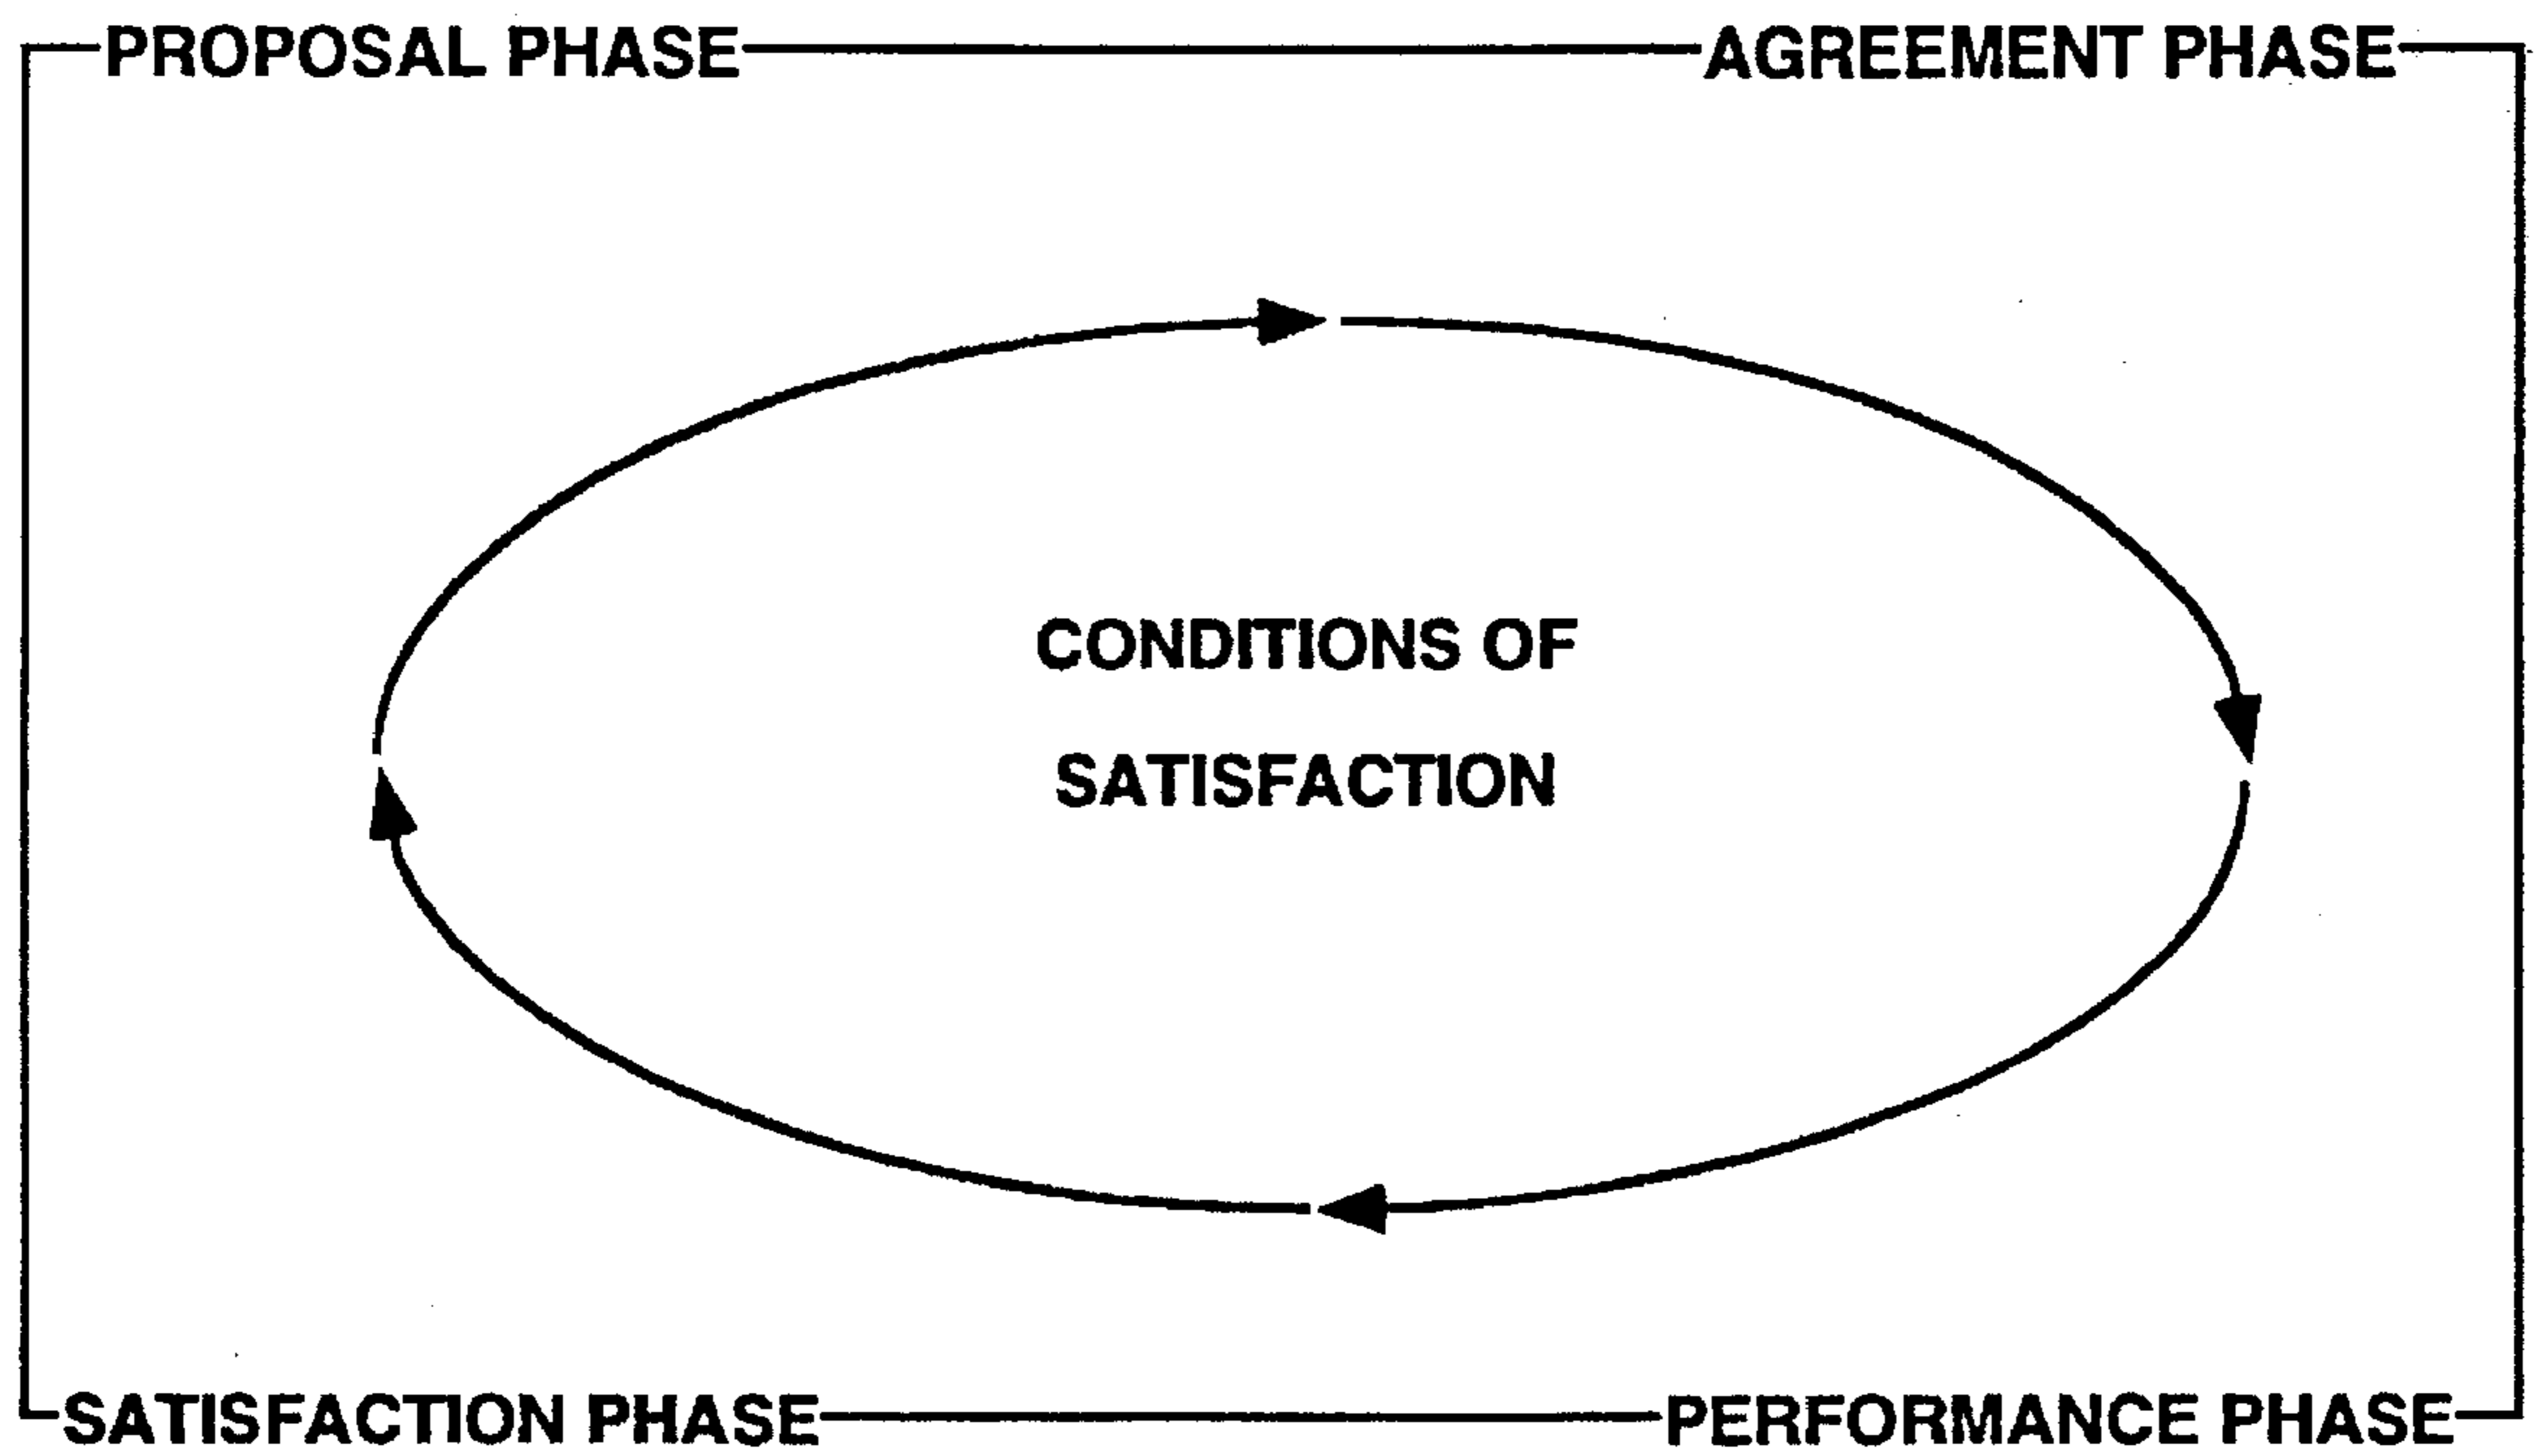 PROPOSAL PHASE
AGREEMENT PHASE
CONDITIONS OF
SATISFACTION
SATISFACTION PHASE
PERFORMANCE PHASE